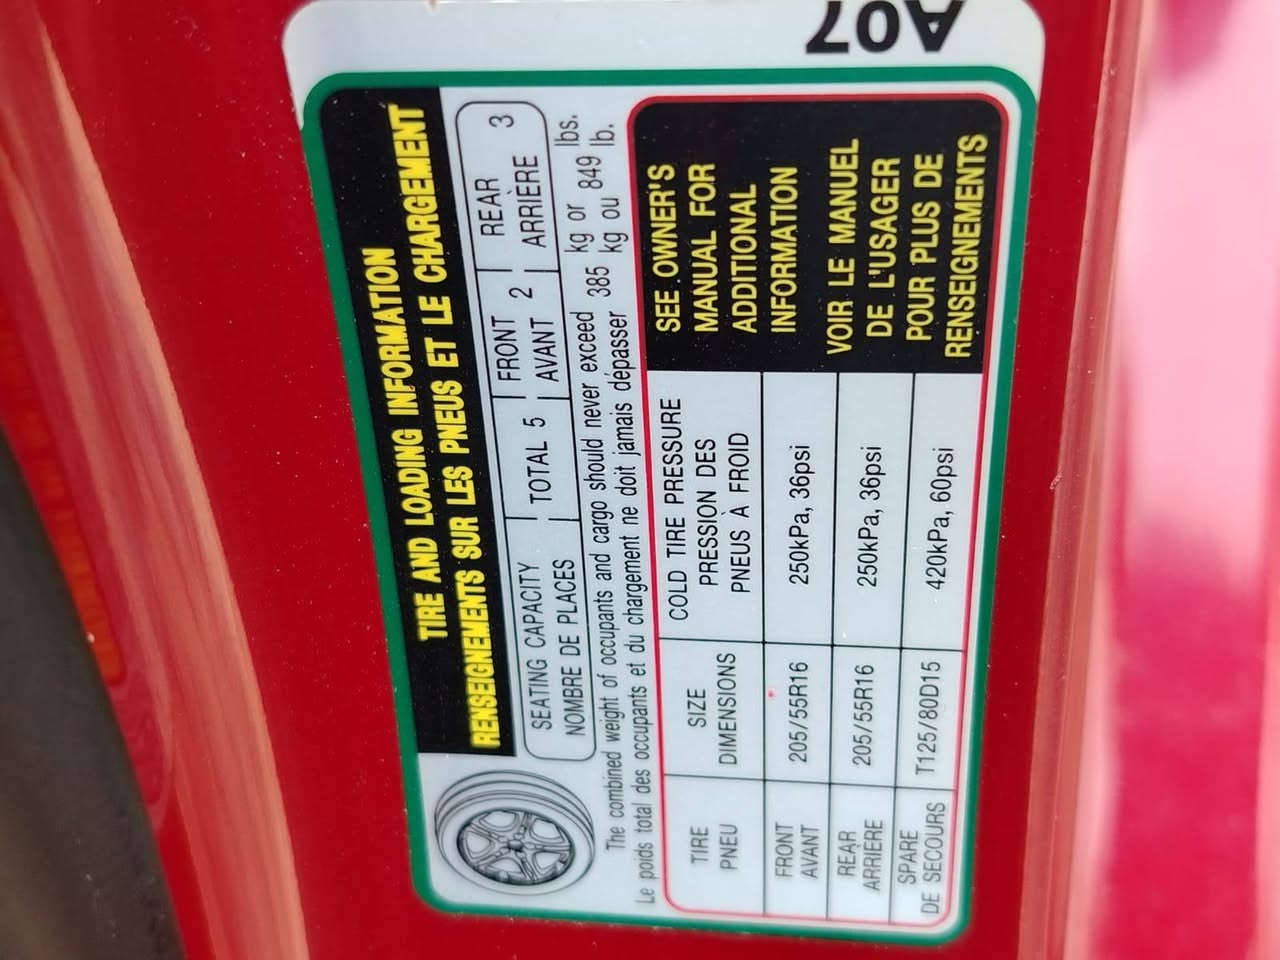 A07
TIRE AND LOADING INFORMATION
RENSEIGNEMENTS SUR LES PNEUS ET LE CHARGEMENT
SEATING CAPACITY
NOMBRE DE PLACES
TOTAL 5
FRONT
AVANT 2
REAR
ARRIÈRE 3
The combined weight of occupants and cargo should never exceed 385 kg or 849 lbs.
Le poids total des occupants et du chargement ne doit jamais dépasser 385 kg ou 849 lb.
TIRE
PNEU
SIZE
DIMENSIONS
COLD TIRE PRESSURE
PRESSION DES
PNEUS À FROID
FRONT
AVANT
205/55R16
250kPa, 36psi
REAR
ARRIÈRE
205/55R16
250kPa, 36psi
SPARE
DE SECOURS
T125/80D15
420kPa, 60psi
SEE OWNER'S
MANUAL FOR
ADDITIONAL
INFORMATION
VOIR LE MANUEL
DE L'USAGER
POUR PLUS DE
RENSEIGNEMENTS